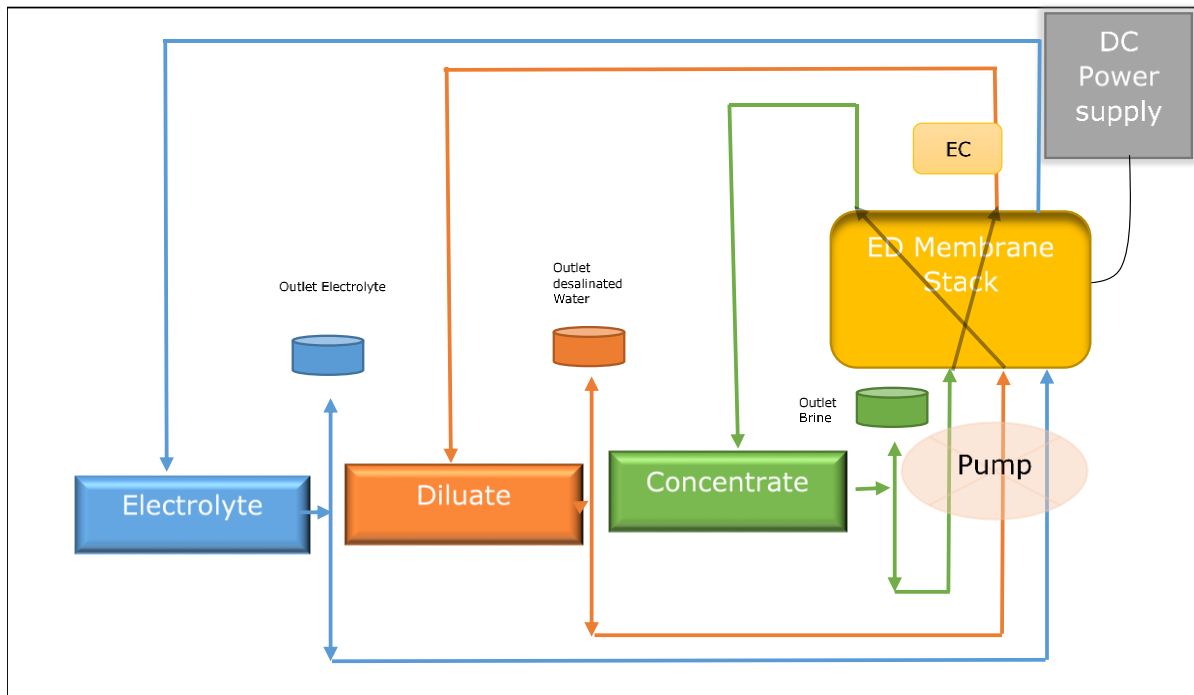 DC
Power
supply
EC
ED Membrane
Stack
Outlet Electrolyte
Outlet
desalinated
Water
Outlet
Brine
Pump
Electrolyte
Diluate
Concentrate